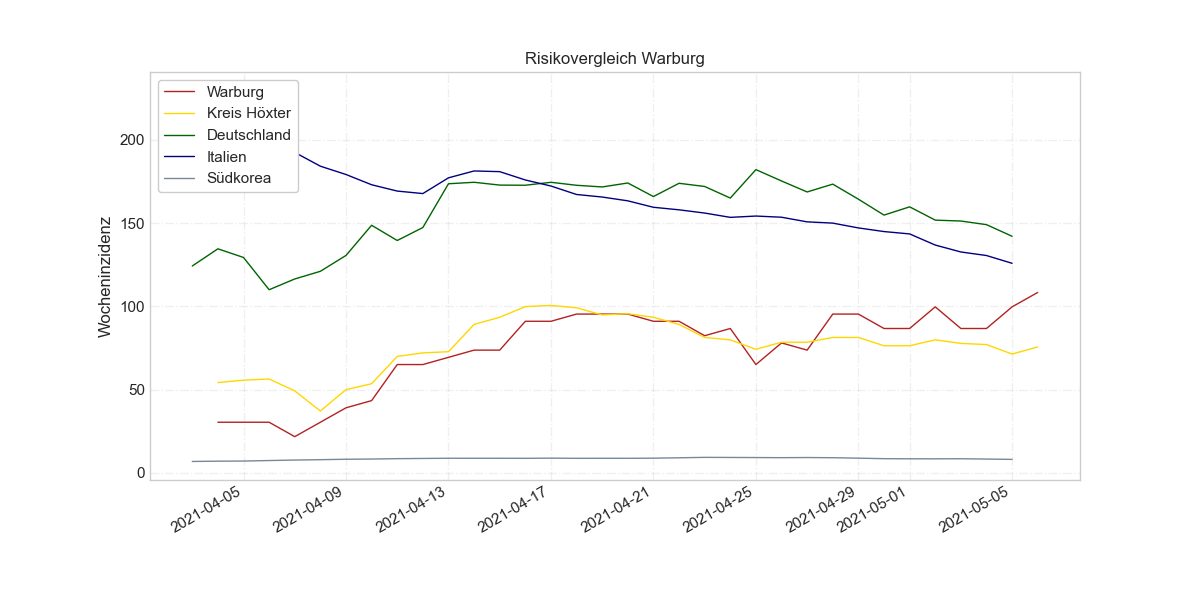 Risikovergleich Warburg
Warburg
Kreis Höxter
Deutschland
Italien
Südkorea
Wocheninzidenz
200
150
100
50
0
2021-04-05
2021-04-09
2021-04-13
2021-04-17
2021-04-21
2021-04-25
2021-04-29
2021-05-01
2021-05-05